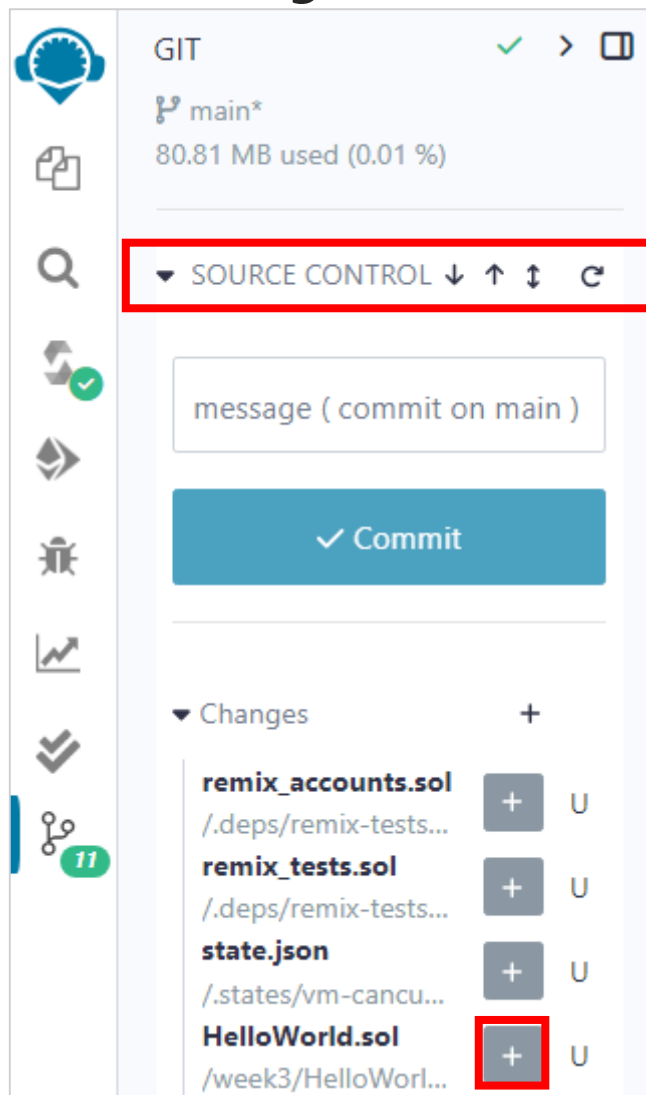 GIT
main*
80.81 MB used (0.01 %)
SOURCE CONTROL
message ( commit on main )
Commit
Changes +
remix_accounts.sol
/.deps/remix-tests...
+ U
remix_tests.sol
/.deps/remix-tests...
+ U
state.json
/.states/vm-cancu...
+ U
HelloWorld.sol
/week3/HelloWorl...
+ U
11